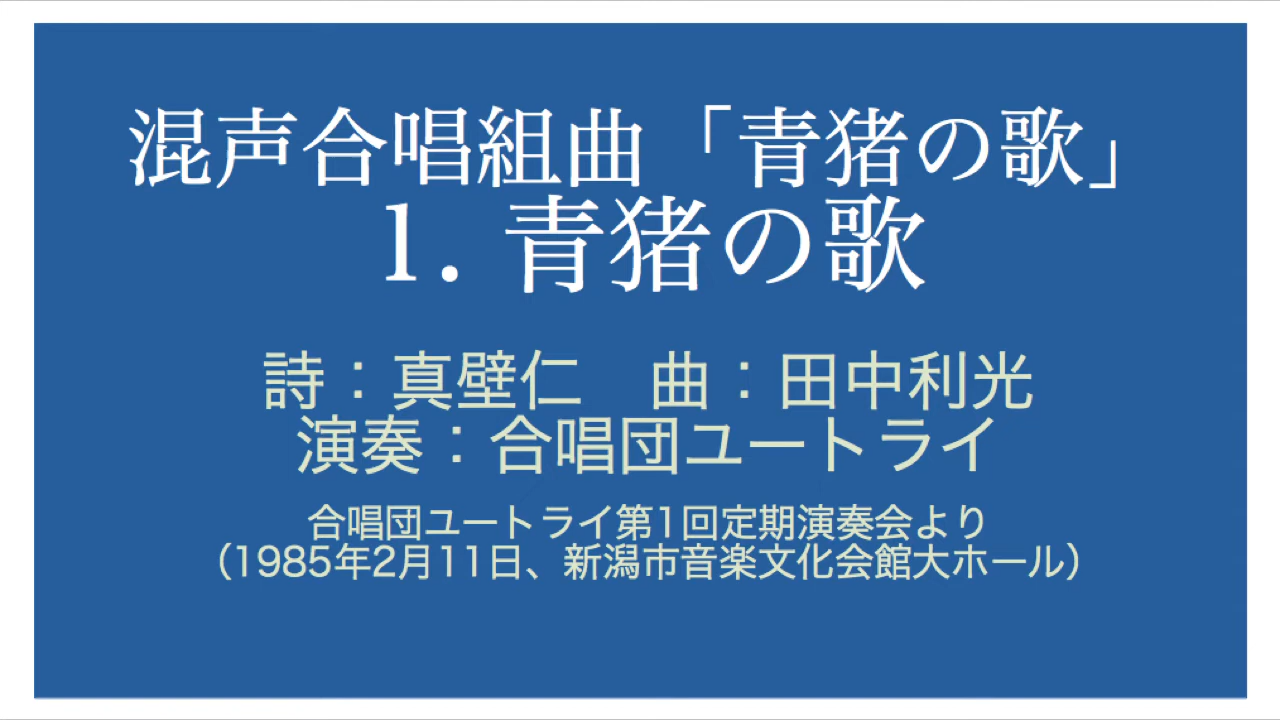 混声合唱組曲「青猪の歌」
1. 青猪の歌
詩：真壁仁　曲：田中利光
演奏：合唱団ユートライ
合唱団ユートライ第1回定期演奏会より
（1985年2月11日、新潟市音楽文化会館大ホール）